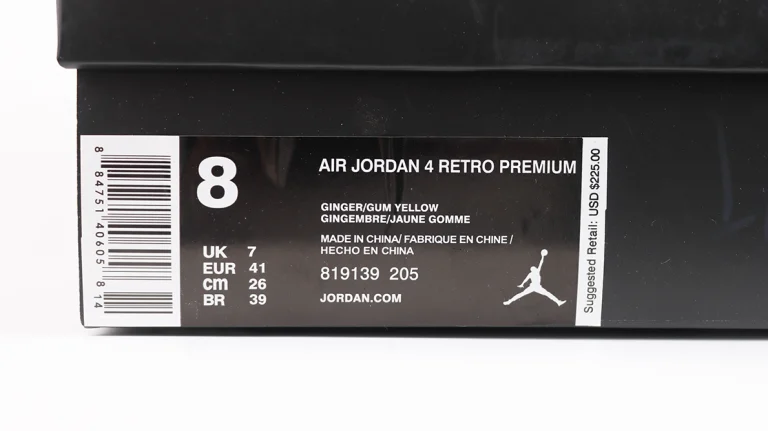 8 84751 40605 8 14
8
UK 7
EUR 41
cm 26
BR 39
AIR JORDAN 4 RETRO PREMIUM
GINGER/GUM YELLOW
GINGEMBRE/JAUNE GOMME
MADE IN CHINA/ FABRIQUE EN CHINE /
HECHO EN CHINA
819139 205
JORDAN.COM
Suggested Retail: USD $225.00